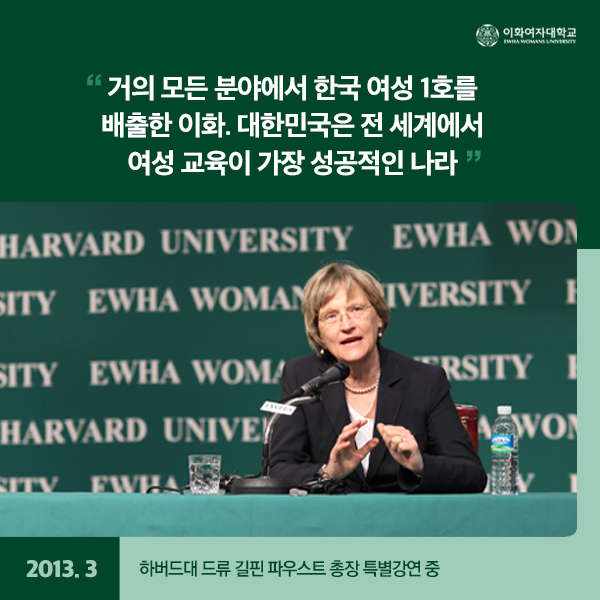 이화여자대학교
EWHA WOMANS UNIVERSITY
“ 거의 모든 분야에서 한국 여성 1호를
배출한 이화. 대한민국은 전 세계에서
여성 교육이 가장 성공적인 나라 ”
HARVARD UNIVERSITY EWHA WOM
SITY EWHA WOMAN IVERSITY
SITY EWHA WOMA SITY
HARVARD UNIVE WOM
SITY EWHA WOMA
2013. 3
하버드대 드류 길핀 파우스트 총장 특별강연 중